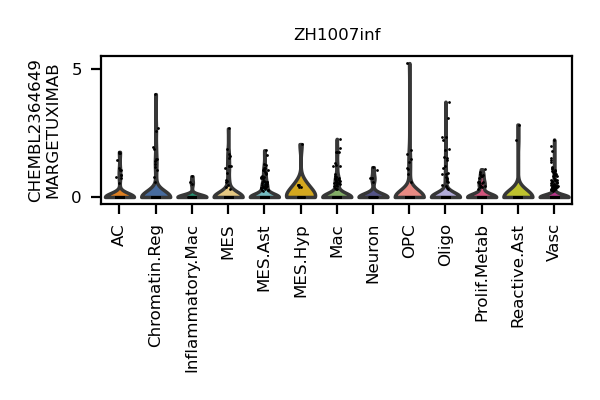 ZH1007inf
CHEMBL2364649
MARGETUXIMAB
5
0
AC
Chromatin.Reg
Inflammatory.Mac
MES
MES.Ast
MES.Hyp
Mac
Neuron
OPC
Oligo
Prolif.Metab
Reactive.Ast
Vasc